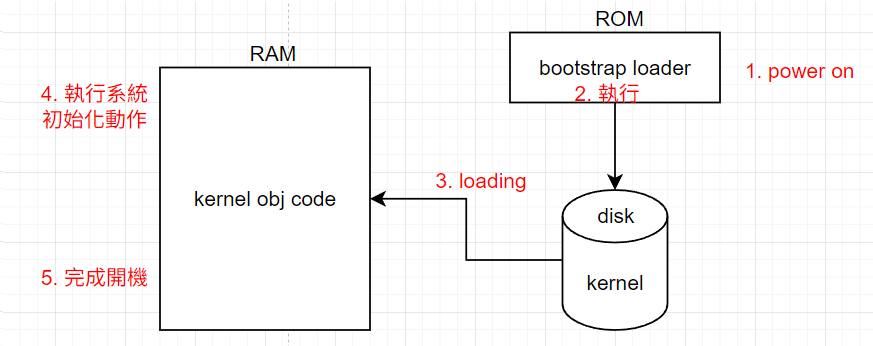 ROM
bootstrap loader
1. power on
2. 執行
RAM
4. 執行系統
初始化動作
kernel obj code
3. loading
disk
kernel
5. 完成開機